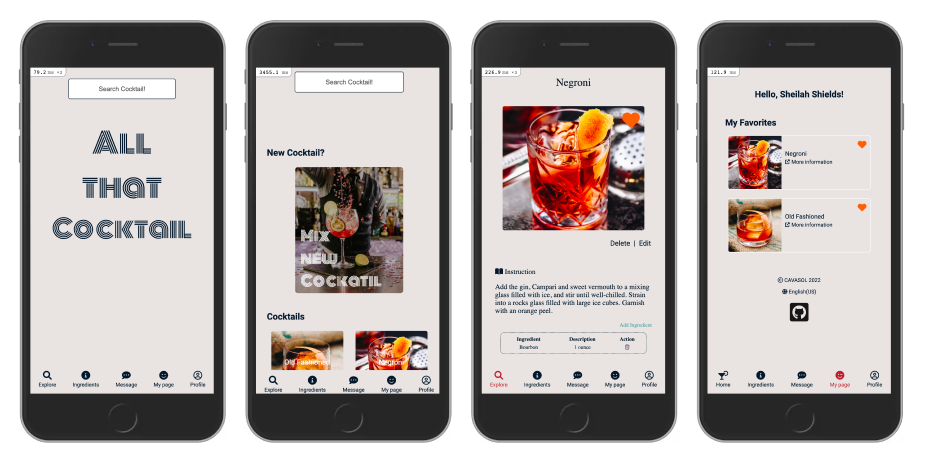 79.2 ms ×2
Search Cocktail!
All
that
Cocktail
Explore
Ingredients
Message
My page
Profile
3455.1 ms
Search Cocktail!
New Cocktail?
Mix
New
Cockatil
Cocktails
Old Fashioned
Negroni
Explore
Ingredients
Message
My page
Profile
226.9 ms ×3
Negroni
Delete | Edit
Instruction
Add the gin, Campari and sweet vermouth to a mixing
glass filled with ice, and stir until well-chilled. Strain
into a rocks glass filled with large ice cubes. Garnish
with an orange peel.
Add Ingredient
Ingredient Description Action
Bourbon 1 ounce
Explore
Ingredients
Message
My page
Profile
121.9 ms
Hello, Sheilah Shields!
My Favorites
Negroni
More information
Old Fashioned
More information
© CAVASOL 2022
English(US)
Home
Ingredients
Message
My page
Profile